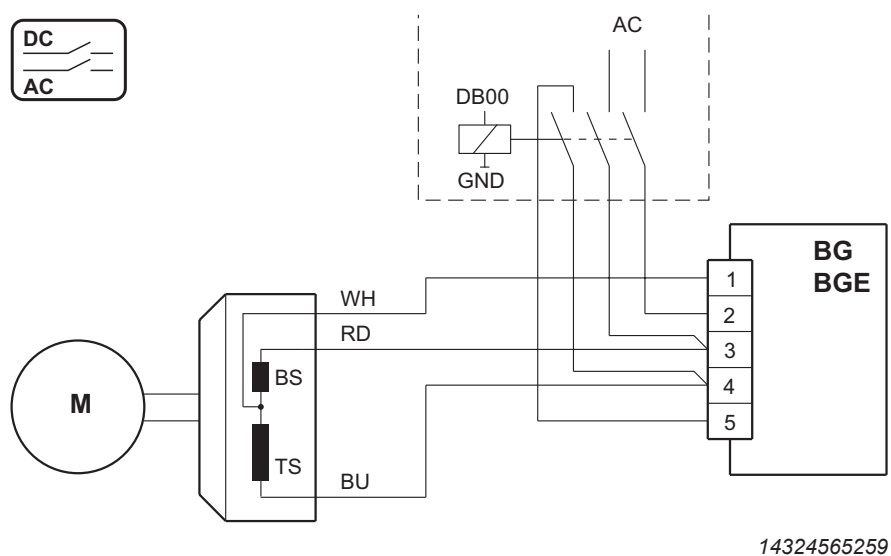 DC
AC
AC
DB00
GND
BG
BGE
WH
RD
BU
M
BS
TS
1
2
3
4
5
14324565259